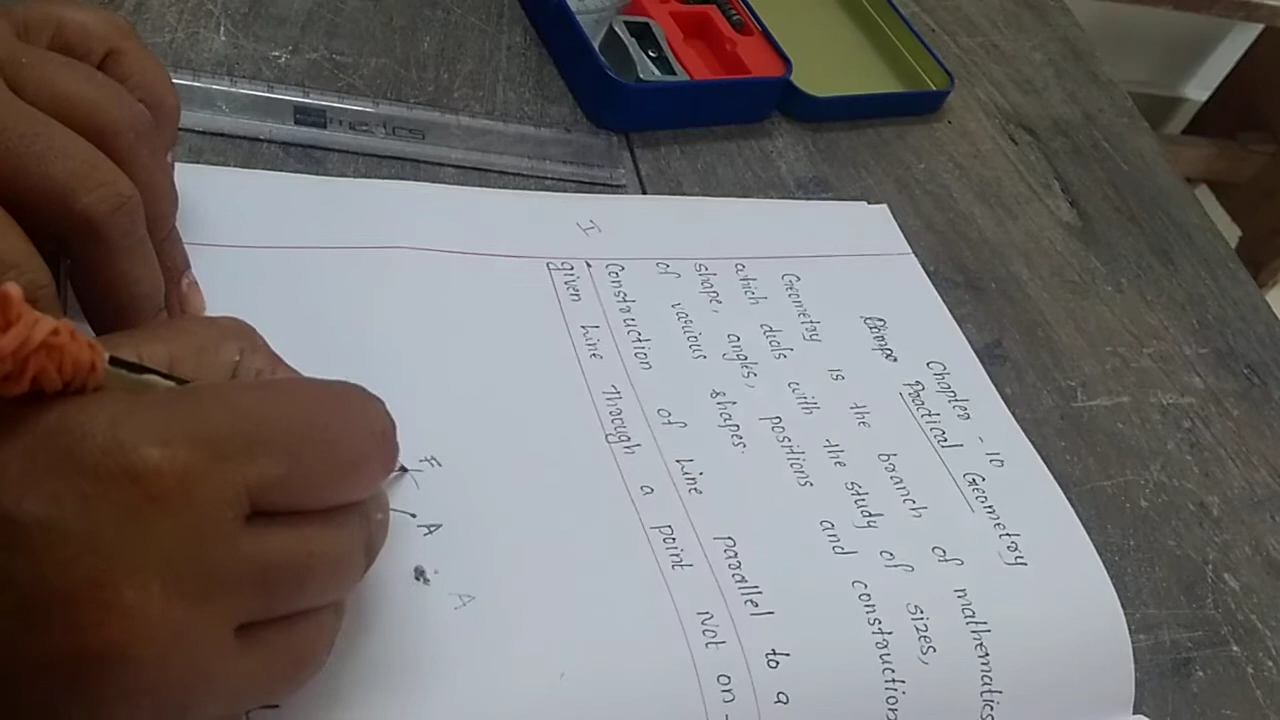 Chapter - 10
Practical Geometry
Geometry is the branch of mathematics
which dials with the study of sizes,
shape, angles, positions and construction
of various shapes.
I
Construction of Line parallel to a
given Line Through a point Not on-
F
A
A